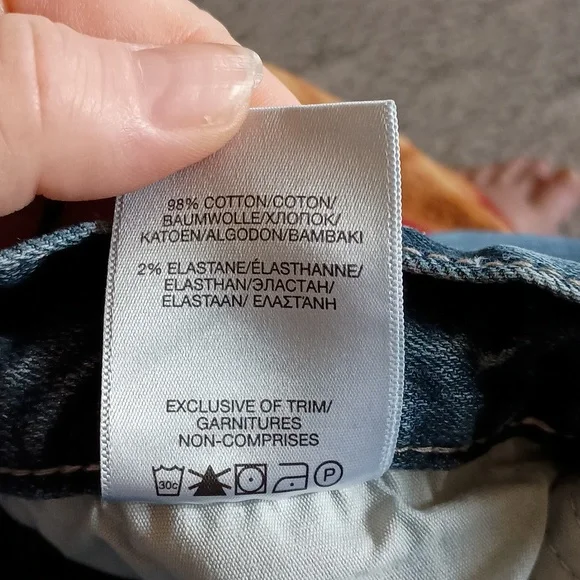 98% COTTON/COTON/
BAUMWOLLE/ХЛОПОК/
KATOEN/ALGODON/BAMBAKI
2% ELASTANE/ÉLASTHANNE/
ELASTHAN/ЭЛАСТАН/
ELASTAAN/ ΕΛΑΣΤΆΝΗ
EXCLUSIVE OF TRIM/
GARNITURES
NON-COMPRISES
30c P